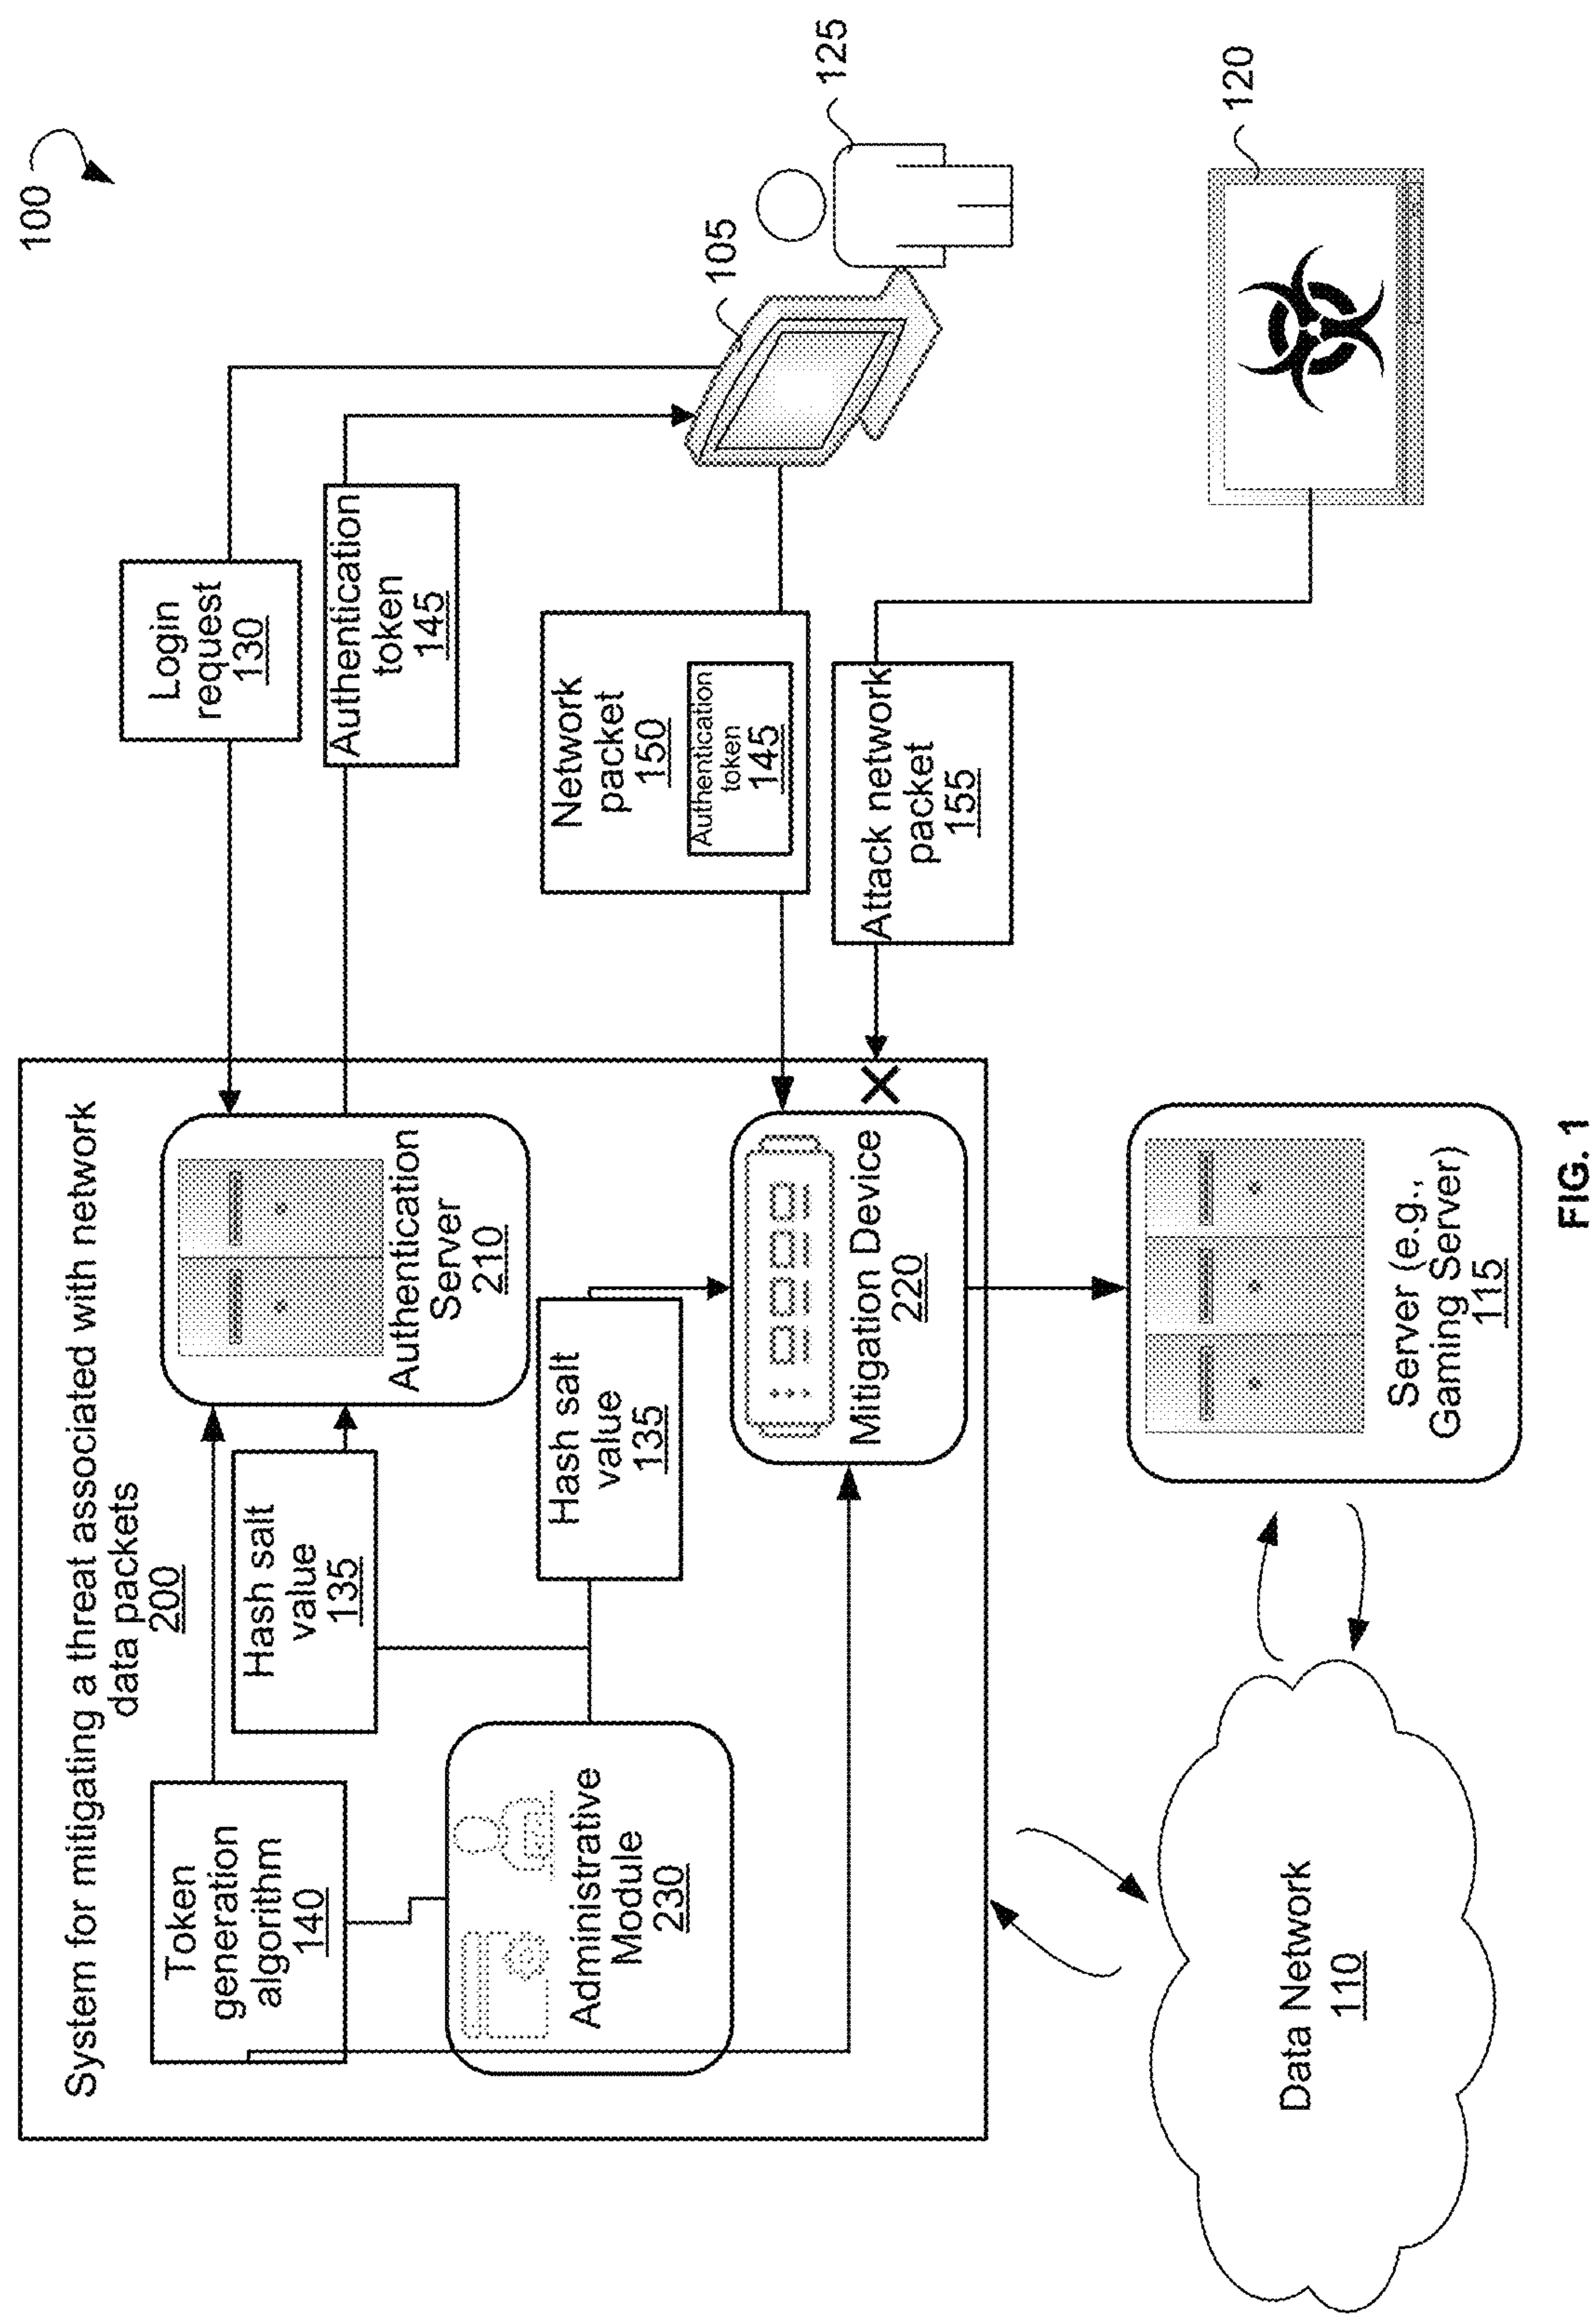 100
System for mitigating a threat associated with network
data packets
200
Token
generation
algorithm
140
Hash salt
value
135
Authentication
Server
210
Login
request
130
Authentication
token
145
105
125
Administrative
Module
230
Hash salt
value
135
Mitigation Device
220
Network
packet
150
Authentication
token
145
Attack network
packet
155
120
Data Network
110
Server (e.g.,
Gaming Server)
115
FIG. 1